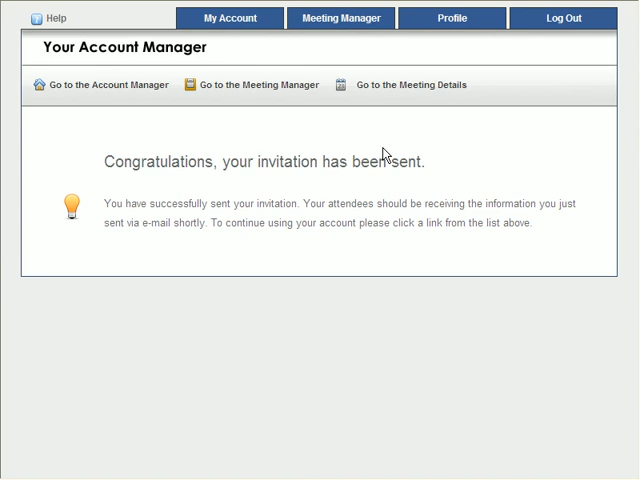 Help
My Account
Meeting Manager
Profile
Log Out
Your Account Manager
Go to the Account Manager
Go to the Meeting Manager
Go to the Meeting Details
Congratulations, your invitation has been sent.
You have successfully sent your invitation. Your attendees should be receiving the information you just
sent via e-mail shortly. To continue using your account please click a link from the list above.